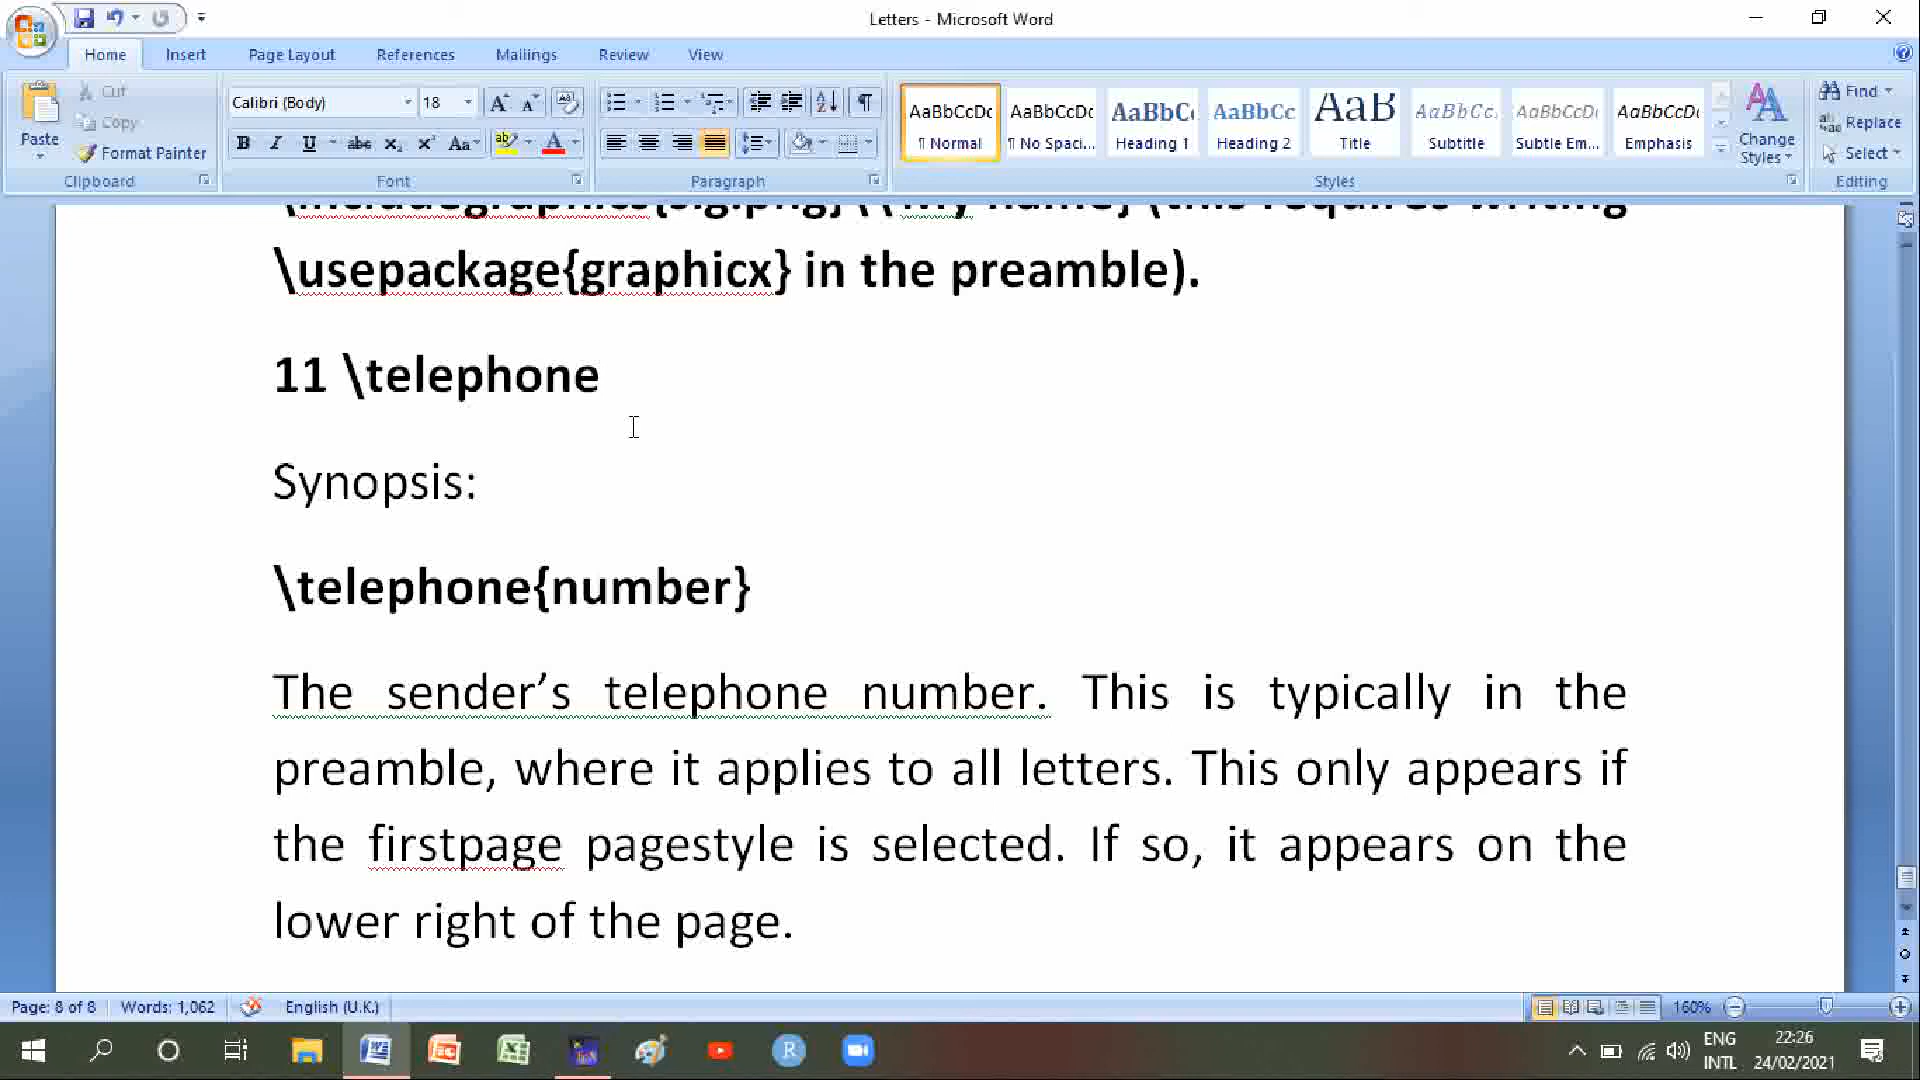 Letters - Microsoft Word
Home Insert Page Layout References Mailings Review View
Paste
Cut
Copy
Format Painter
Clipboard
Calibri (Body) 18
Font
Paragraph
AaBbCcDc AaBbCcDc AaBbC AaBbCc AaB AaBbCc. AaBbCcDi AaBbCcDi
¶ Normal ¶ No Spaci... Heading 1 Heading 2 Title Subtitle Subtle Em... Emphasis
Change Styles
Styles
Find
Replace
Select
Editing
\usepackage{graphicx} in the preamble).
11 \telephone
Synopsis:
\telephone{number}
The sender’s telephone number. This is typically in the
preamble, where it applies to all letters. This only appears if
the firstpage pagestyle is selected. If so, it appears on the
lower right of the page.
Page: 8 of 8 Words: 1,062 English (U.K.) 160%
ENG 22:26
INTL 24/02/2021